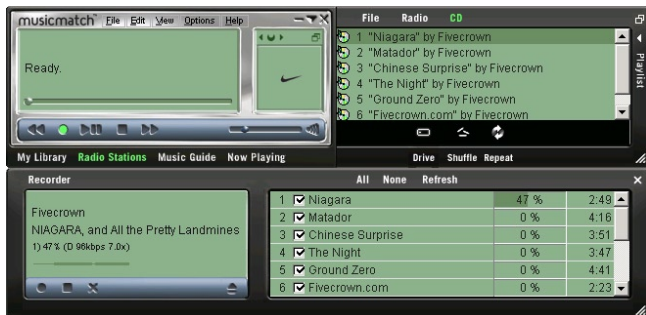 musicmatch File Edit View Options Help
Ready.
My Library Radio Stations Music Guide Now Playing
File Radio CD
1 "Niagara" by Fivecrown
2 "Matador" by Fivecrown
3 "Chinese Surprise" by Fivecrown
4 "The Night" by Fivecrown
5 "Ground Zero" by Fivecrown
6 "Fivecrown.com" by Fivecrown
Playlist
Drive Shuffle Repeat
Recorder
Fivecrown
NIAGARA, and All the Pretty Landmines
1) 47% (D 96kbps 7.0x)
All None Refresh
1 Niagara 47 % 2:49
2 Matador 0 % 4:16
3 Chinese Surprise 0 % 3:51
4 The Night 0 % 3:47
5 Ground Zero 0 % 4:41
6 Fivecrown.com 0 % 2:23